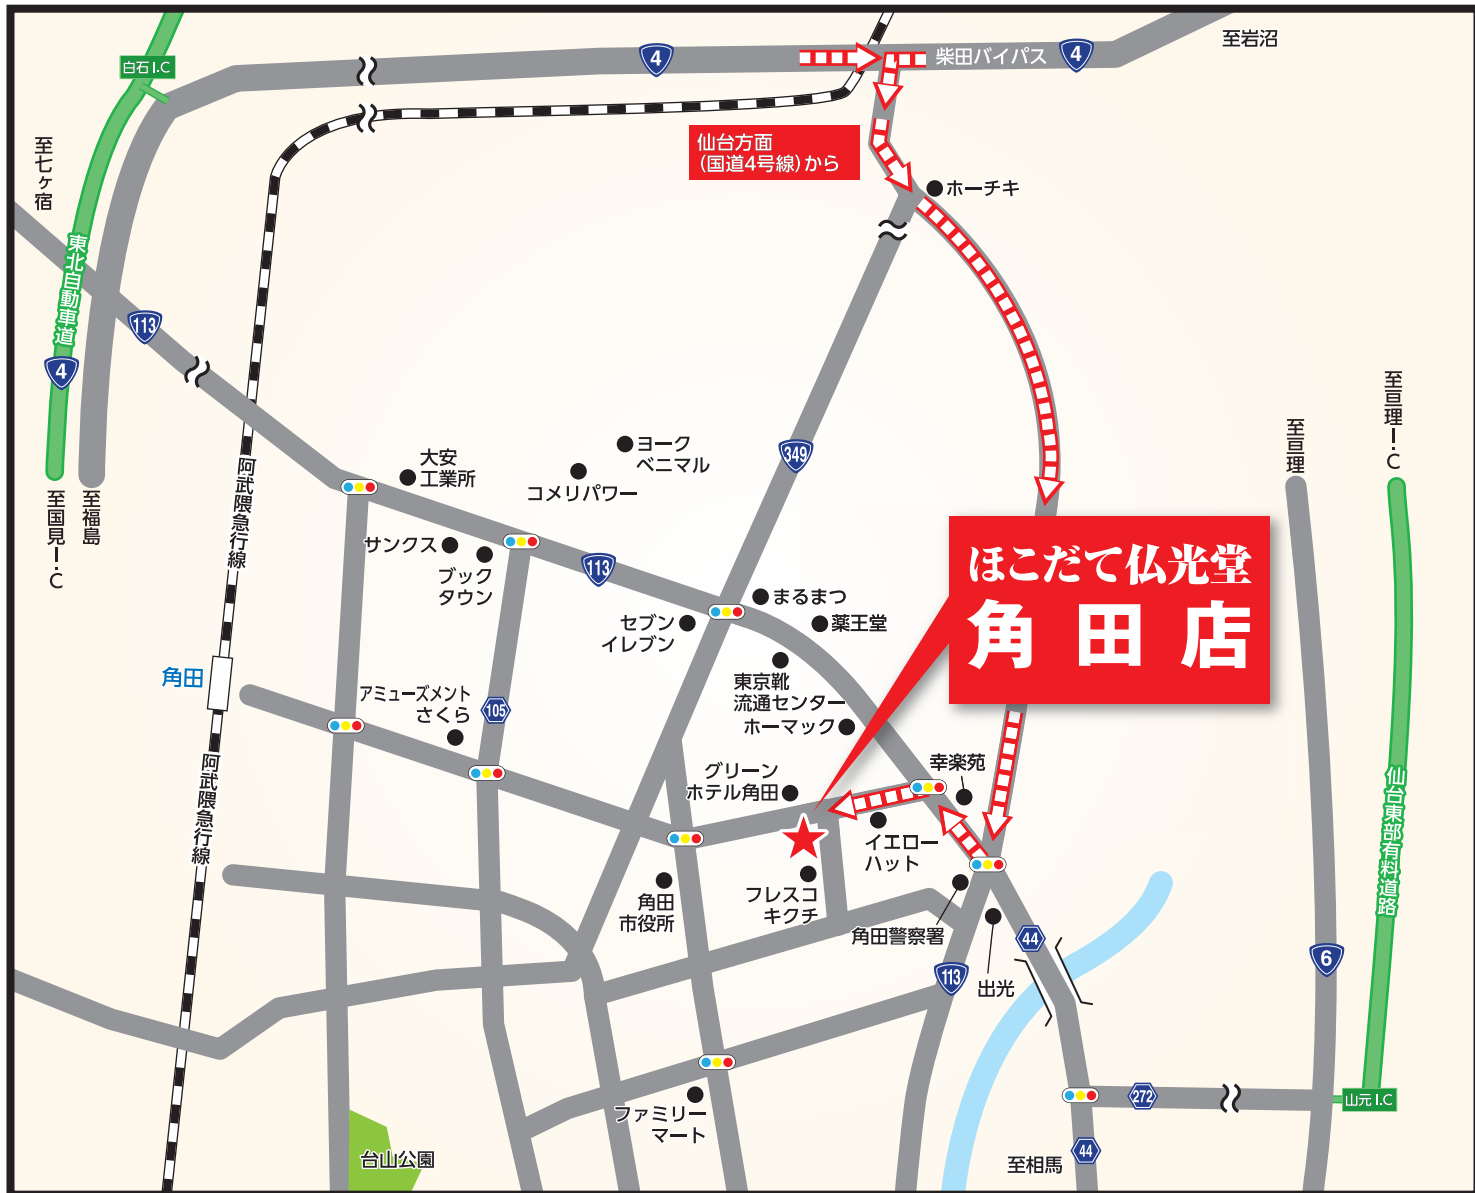 至岩沼
4
柴田バイパス
4
白石I.C
仙台方面
(国道4号線)から
ホーチキ
至七ヶ宿
東北自動車道
113
4
至国見I・C
至福島
阿武隈急行線
大安
工業所
ヨーク
ベニマル
コメリパワー
349
至亘理
至亘理I・C
サンクス
ブック
タウン
113
ほこだて仏光堂
角田店
まるまつ
薬王堂
セブン
イレブン
角田
東京靴
流通センター
ホーマック
アミューズメント
さくら
105
阿武隈急行線
グリーン
ホテル角田
幸楽苑
イエロー
ハット
仙台東部有料道路
角田
市役所
フレスコ
キクチ
角田警察署
出光
44
113
6
ファミリー
マート
272
山元I.C
台山公園
至相馬
44